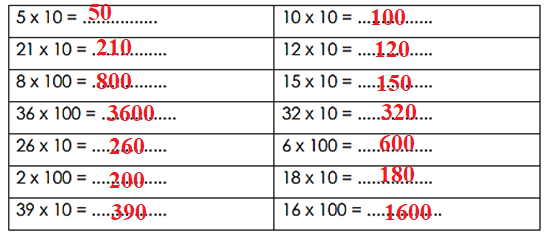 5 x 10 = ......50...... 10 x 10 = ......100......
21 x 10 = ......210...... 12 x 10 = ......120......
8 x 100 = ......800...... 15 x 10 = ......150......
36 x 100 = ......3600...... 32 x 10 = ......320......
26 x 10 = ......260...... 6 x 100 = ......600......
2 x 100 = ......200...... 18 x 10 = ......180......
39 x 10 = ......390...... 16 x 100 = ......1600......